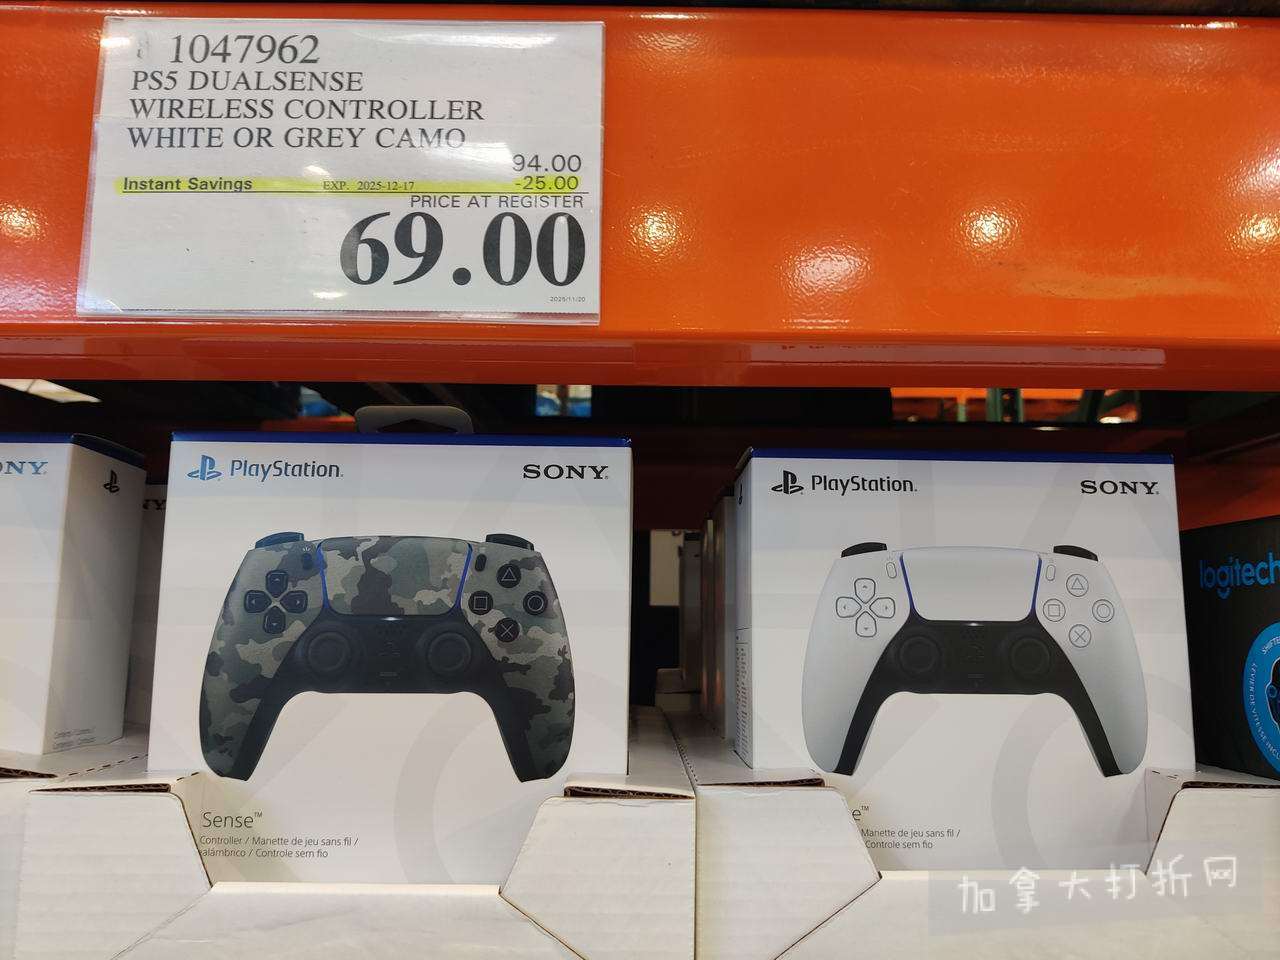 1047962
PS5 DUALSENSE
WIRELESS CONTROLLER
WHITE OR GREY CAMO
94.00
Instant Savings EXP. 2025-12-17 -25.00
PRICE AT REGISTER
69.00
2025/11/20
PlayStation
SONY
PlayStation
SONY
logitech
Sense™
Controller / Manette de jeu sans fil /
Controle sem fio
Manette de jeu sans fil /
Controle sem fio
加拿大打折网